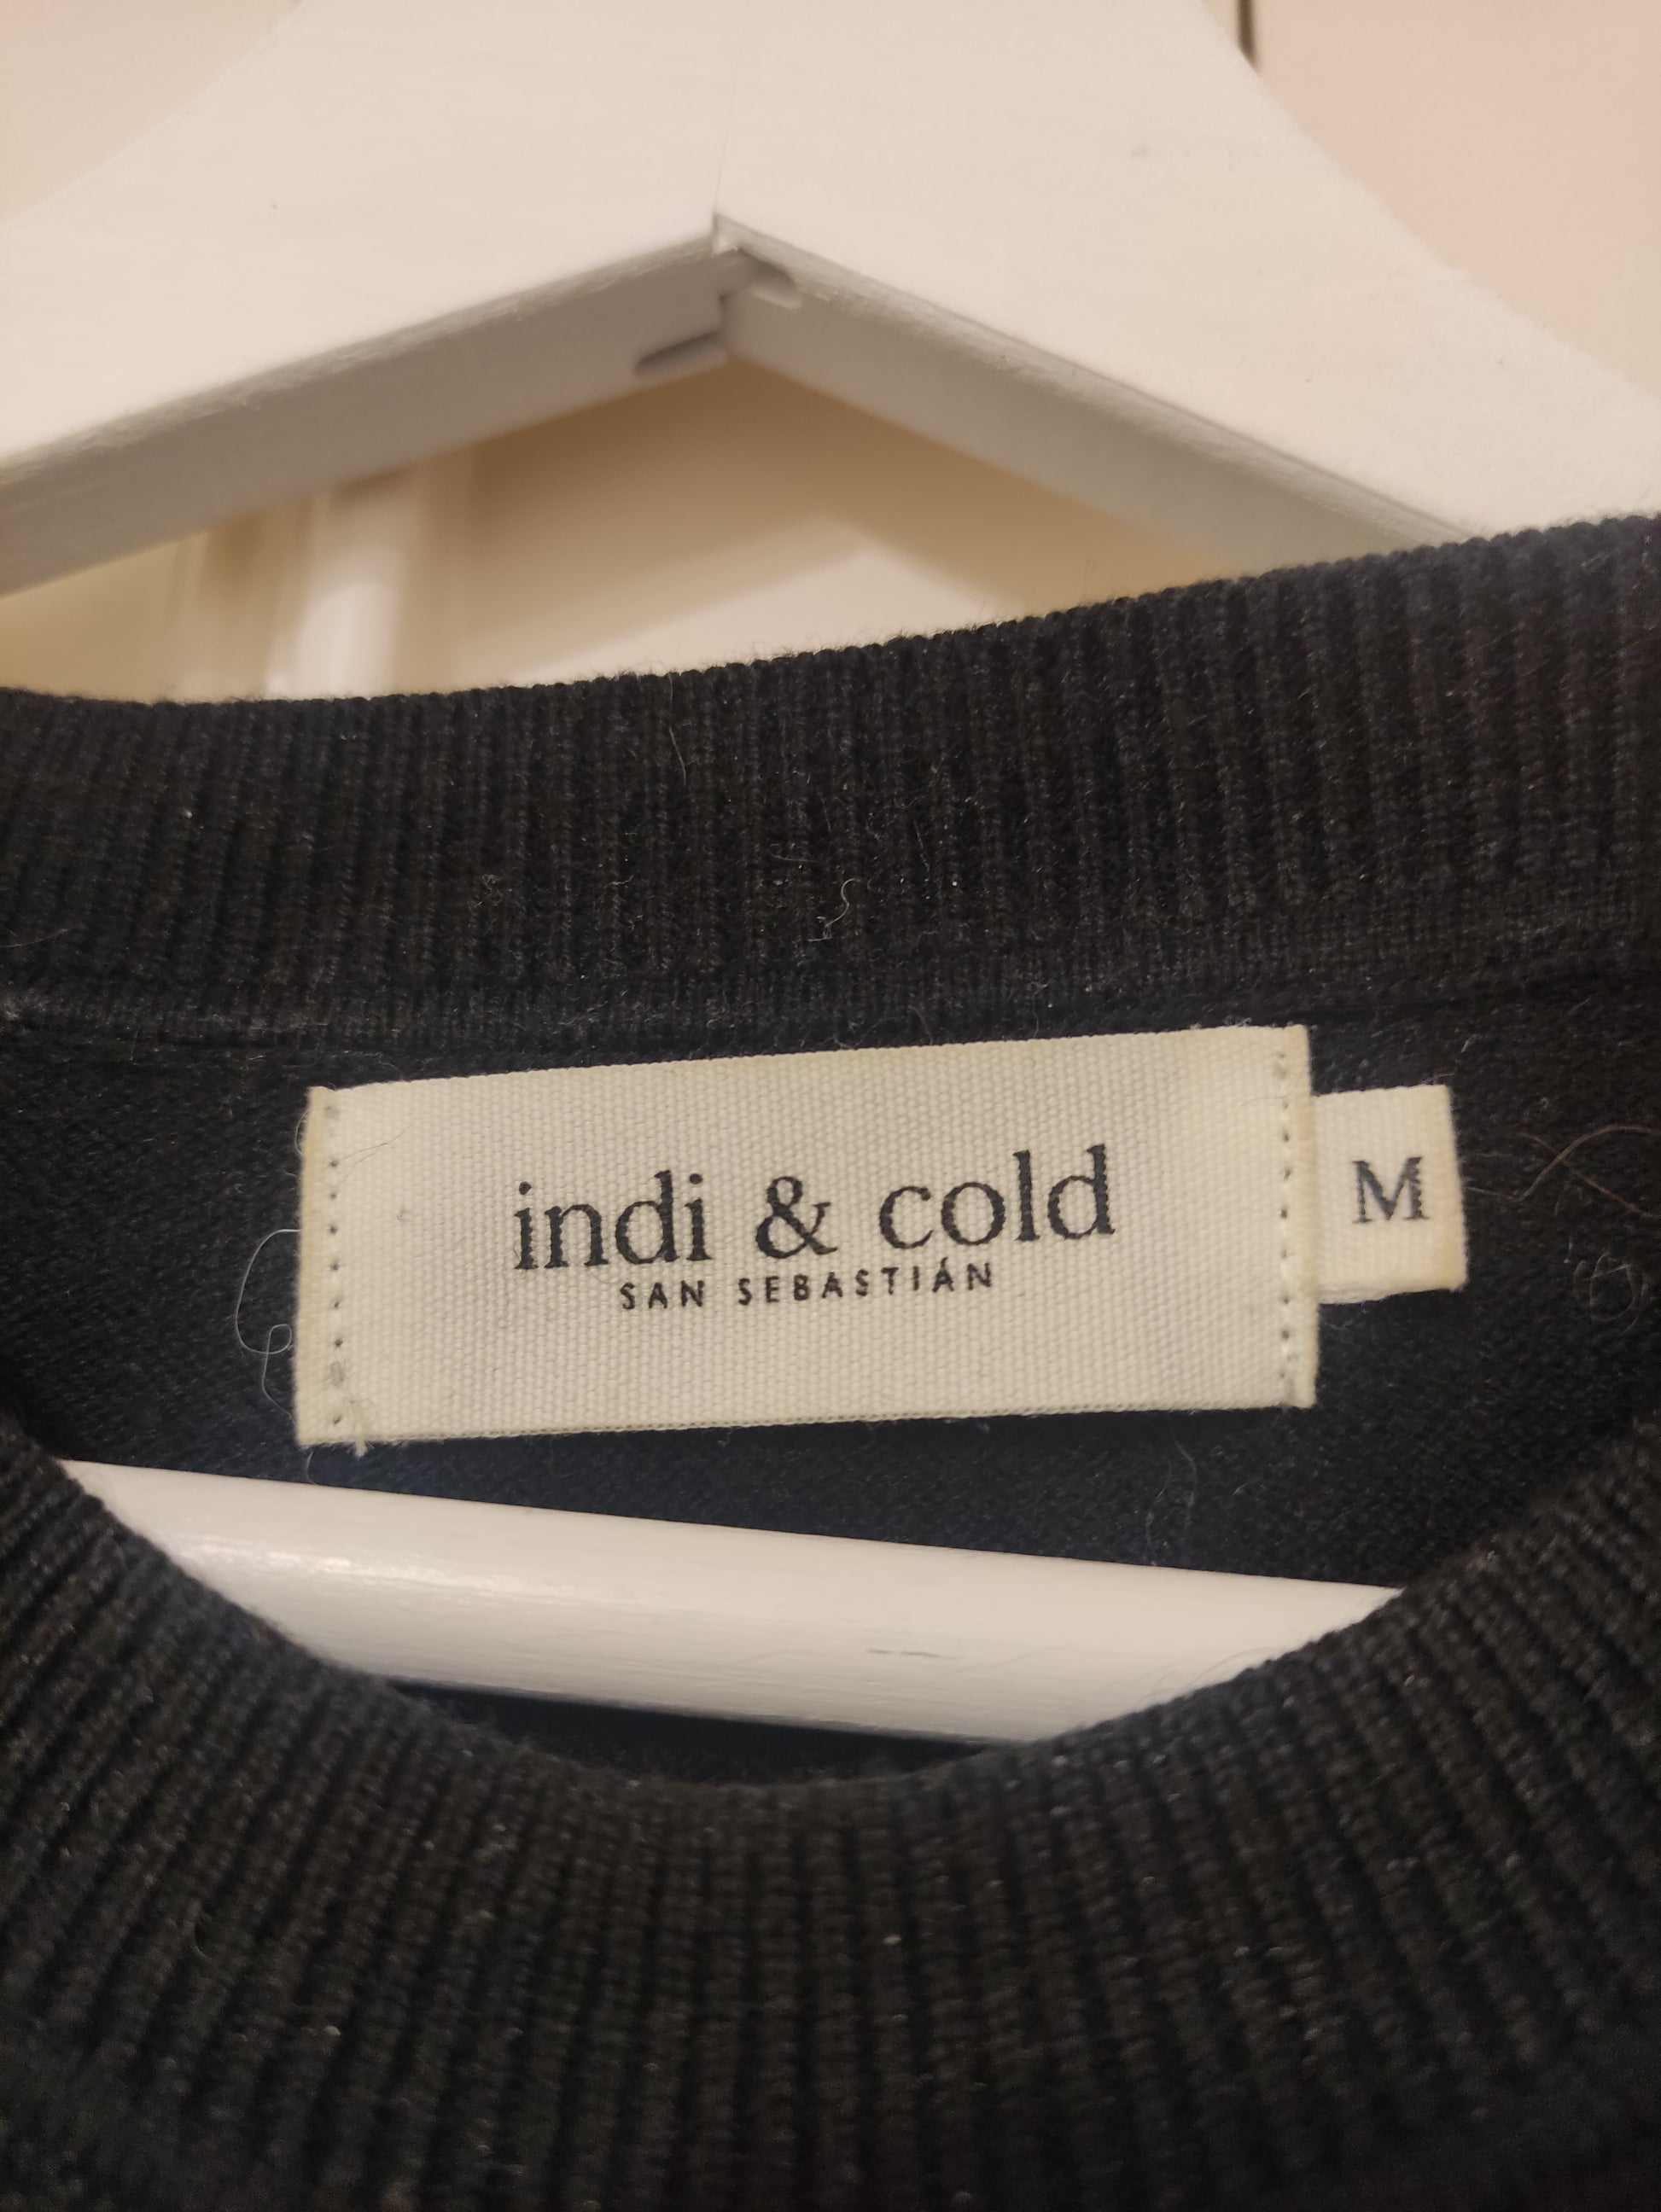 indi & cold
SAN SEBASTIÁN
M